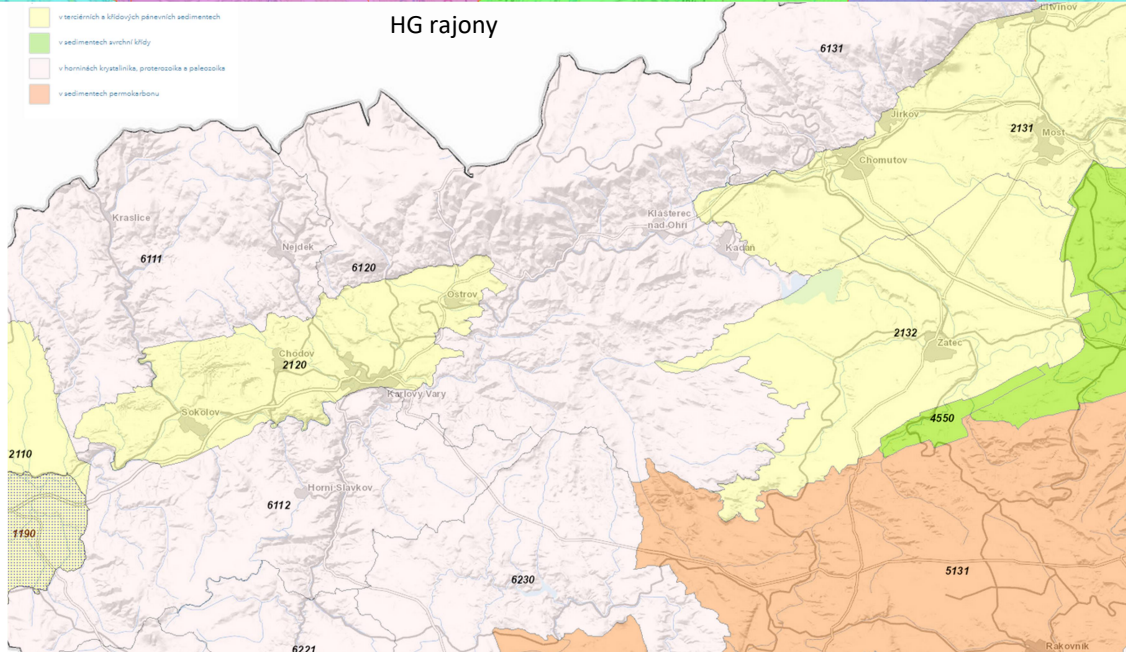 HG rajony
v terciérních a křídových pánevních sedimentech
v sedimentech svrchní křídy
v horninách krystalinika, proterozoika a paleozoika
v sedimentech permokarbonu
Litvínov
6131
Jirkov
2131
Most
Chomutov
Kraslice
Klášterec
nad Ohří
Nejdek
Kadaň
6111
6120
Ostrov
2132
Žatec
Chodov
2120
Karlovy Vary
Sokolov
4550
2110
Horní Slavkov
6112
1190
6230
5131
6221
Rakovník